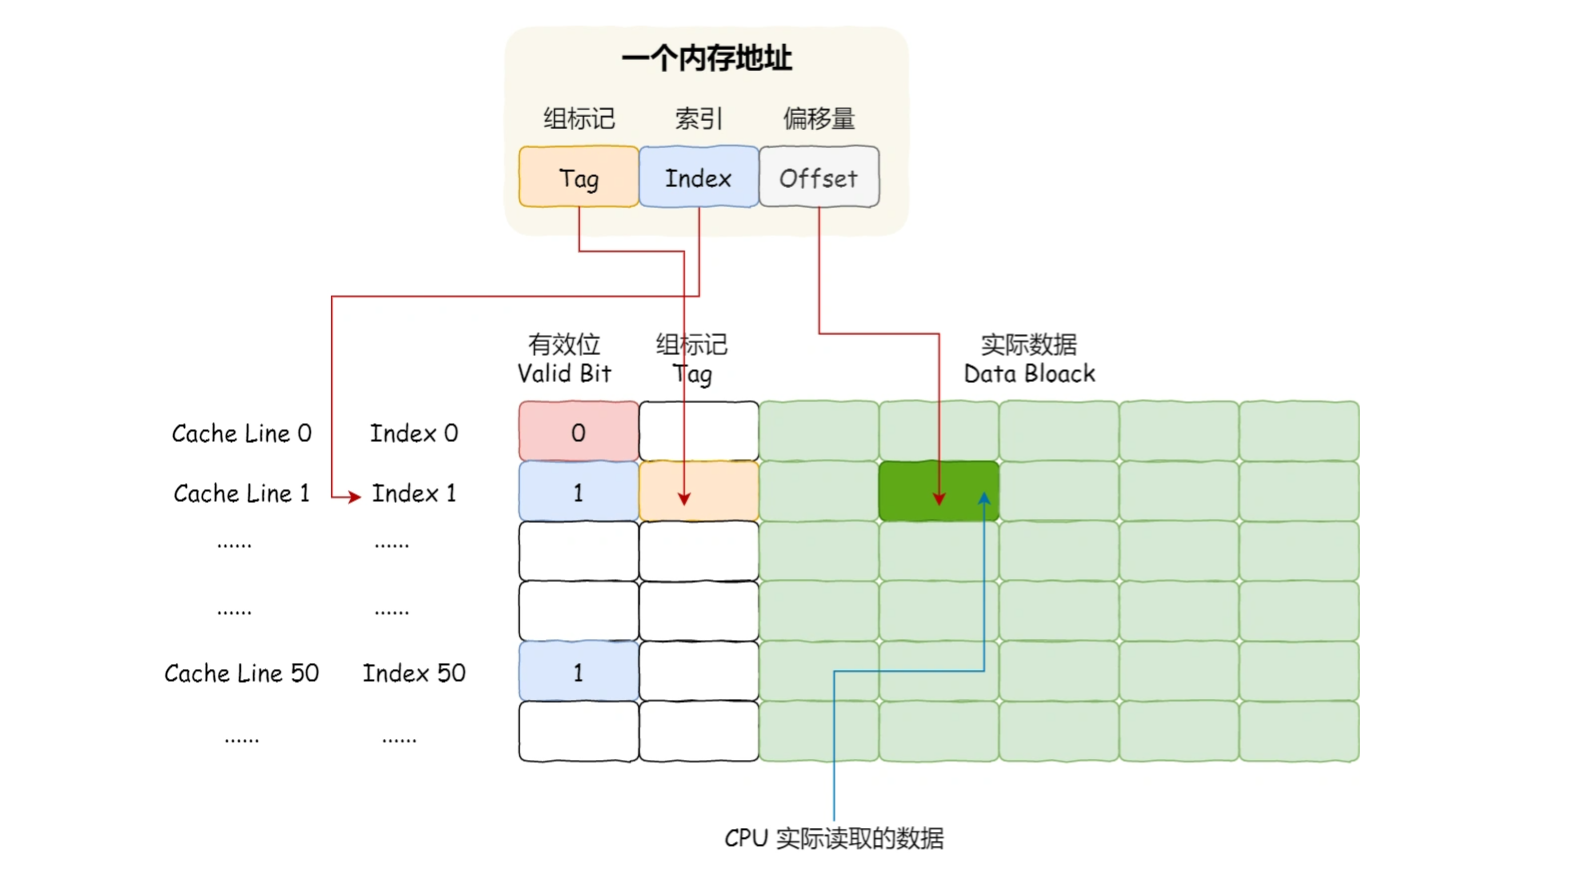 一个内存地址
组标记 索引 偏移量
Tag Index Offset
有效位 组标记 实际数据
Valid Bit Tag Data Bloack
Cache Line 0 Index 0 0
Cache Line 1 Index 1 1
...... ......
...... ......
Cache Line 50 Index 50 1
...... ......
CPU 实际读取的数据